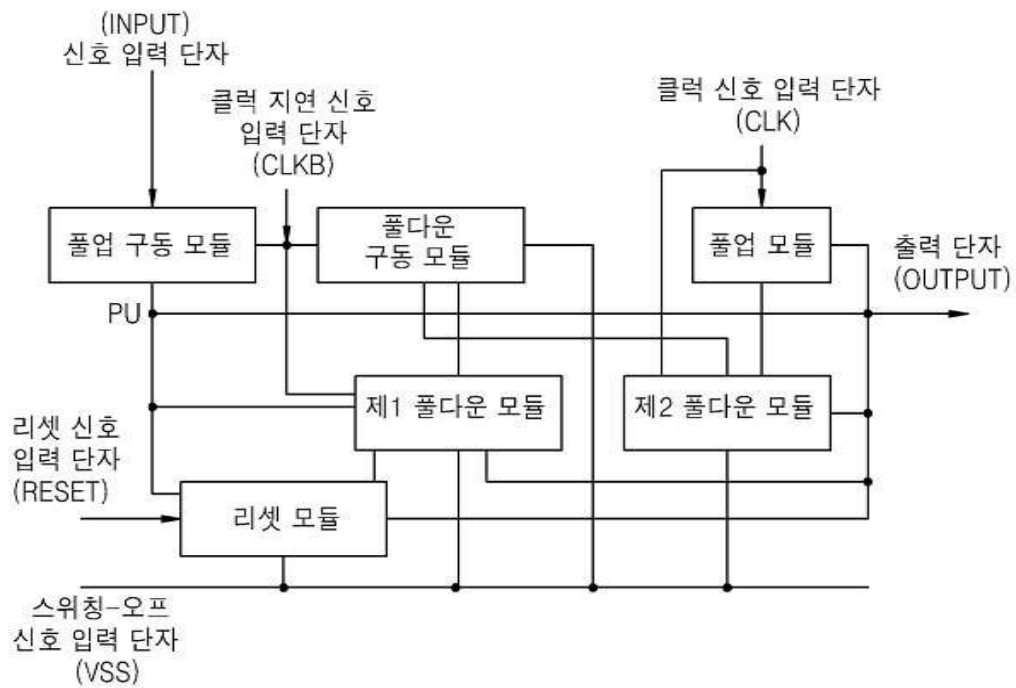 (INPUT)
신호 입력 단자
클럭 지연 신호
입력 단자
(CLKB)
클럭 신호 입력 단자
(CLK)
풀업 구동 모듈
풀다운
구동 모듈
풀업 모듈
출력 단자
(OUTPUT)
PU
제1 풀다운 모듈
제2 풀다운 모듈
리셋 신호
입력 단자
(RESET)
리셋 모듈
스위칭-오프
신호 입력 단자
(VSS)